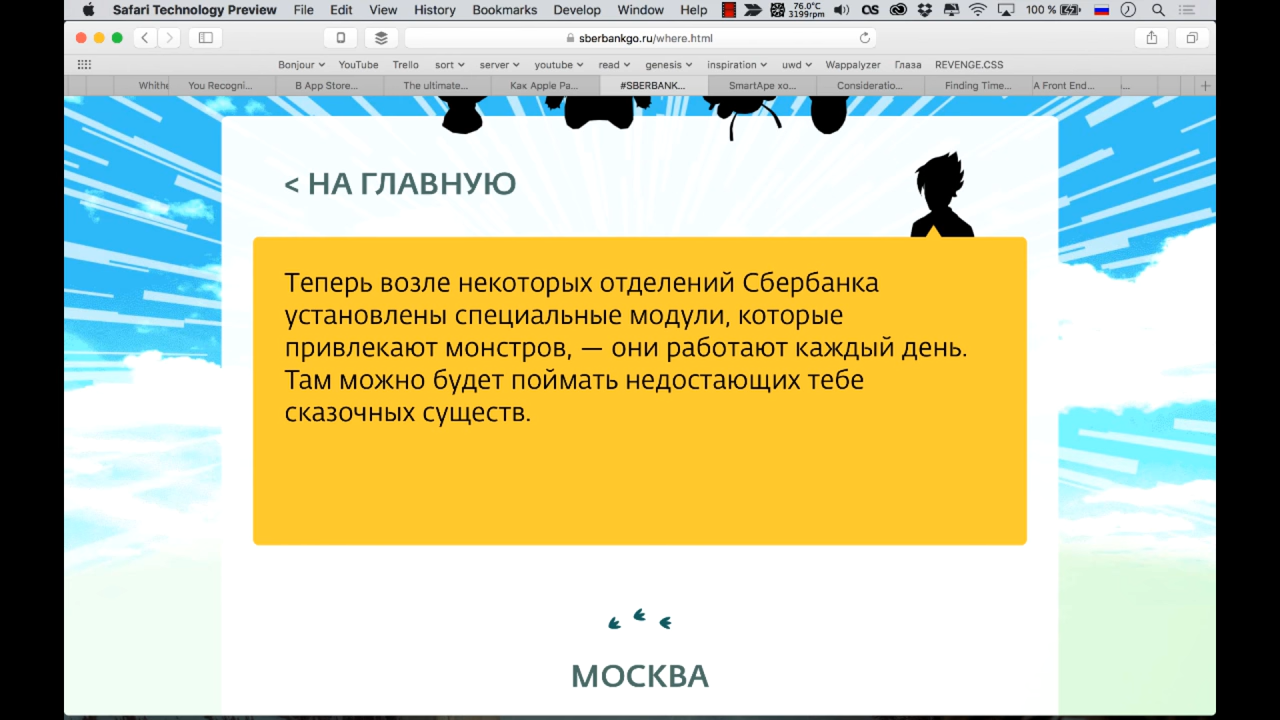 Safari Technology Preview File Edit View History Bookmarks Develop Window Help 76.0°C 3199rpm 100 %
sberbankgo.ru/where.html
Bonjour YouTube Trello sort server youtube read genesis inspiration uwd Wappalyzer Глаза REVENGE.CSS
Whithe You Recogni... B App Store... The ultimate... Как Apple Pa... #SBERBANK... SmartApe хо... Consideratio... Finding Time... A Front End...
< НА ГЛАВНУЮ
Теперь возле некоторых отделений Сбербанка
установлены специальные модули, которые
привлекают монстров, — они работают каждый день.
Там можно будет поймать недостающих тебе
сказочных существ.
МОСКВА